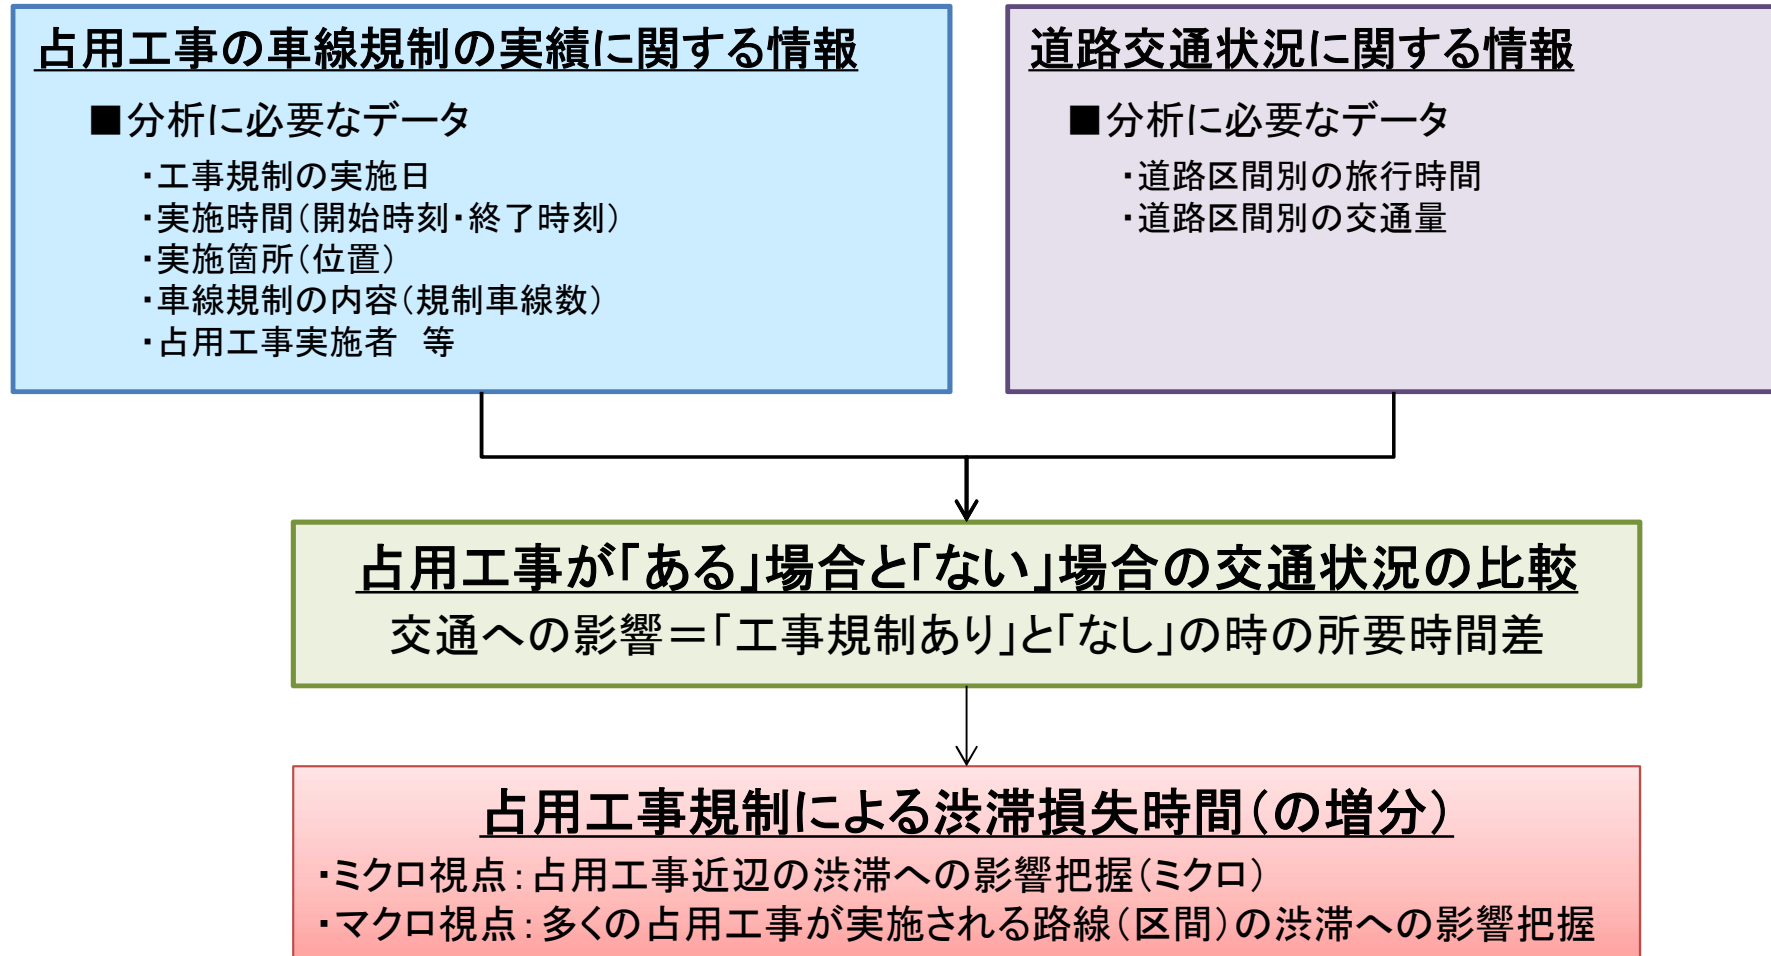 占用工事の車線規制の実績に関する情報
■分析に必要なデータ
・工事規制の実施日
・実施時間(開始時刻・終了時刻)
・実施箇所(位置)
・車線規制の内容(規制車線数)
・占用工事実施者　等
道路交通状況に関する情報
■分析に必要なデータ
・道路区間別の旅行時間
・道路区間別の交通量
占用工事が「ある」場合と「ない」場合の交通状況の比較
交通への影響＝「工事規制あり」と「なし」の時の所要時間差
占用工事規制による渋滞損失時間(の増分)
・ミクロ視点：占用工事近辺の渋滞への影響把握(ミクロ)
・マクロ視点：多くの占用工事が実施される路線(区間)の渋滞への影響把握